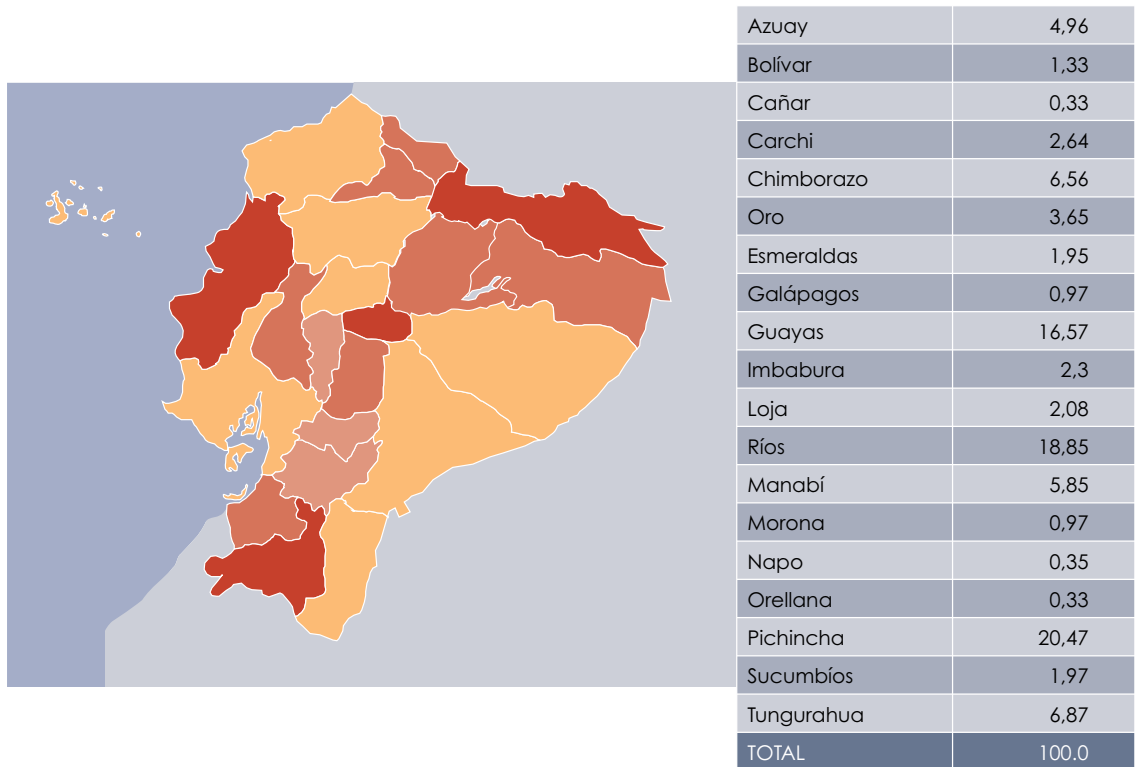 Azuay 4,96
Bolívar 1,33
Cañar 0,33
Carchi 2,64
Chimborazo 6,56
Oro 3,65
Esmeraldas 1,95
Galápagos 0,97
Guayas 16,57
Imbabura 2,3
Loja 2,08
Ríos 18,85
Manabí 5,85
Morona 0,97
Napo 0,35
Orellana 0,33
Pichincha 20,47
Sucumbíos 1,97
Tungurahua 6,87
TOTAL 100.0